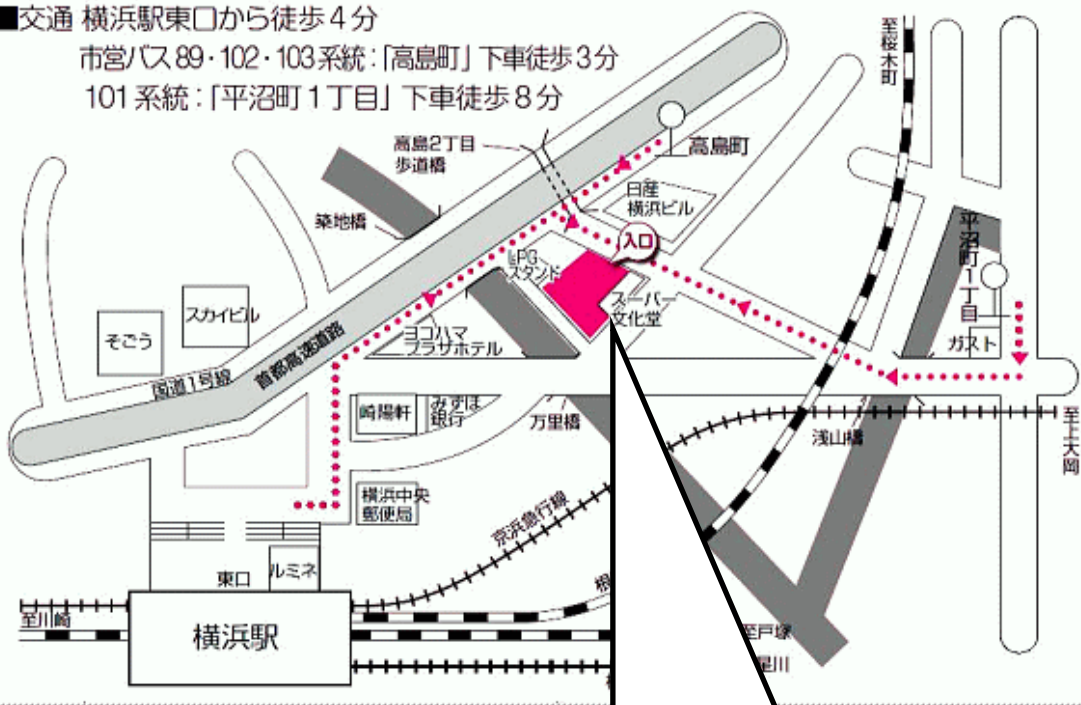 ■交通 横浜駅東口から徒歩4分
市営バス89・102・103系統：「高島町」下車徒歩3分
101系統：「平沼町1丁目」下車徒歩8分
至桜木町
高島2丁目
歩道橋
高島町
日産
横浜ビル
築地橋
入口
LPG
スタンド
平沼町1丁目
スーパー
文化堂
スカイビル
そごう
ヨコハマ
プラザホテル
ガスト
首都高速道路
国道1号線
崎陽軒
みずほ
銀行
万里橋
浅山橋
至上大岡
横浜中央
郵便局
京浜急行線
東口
ルミネ
至川崎
横浜駅
根
至戸塚
星川